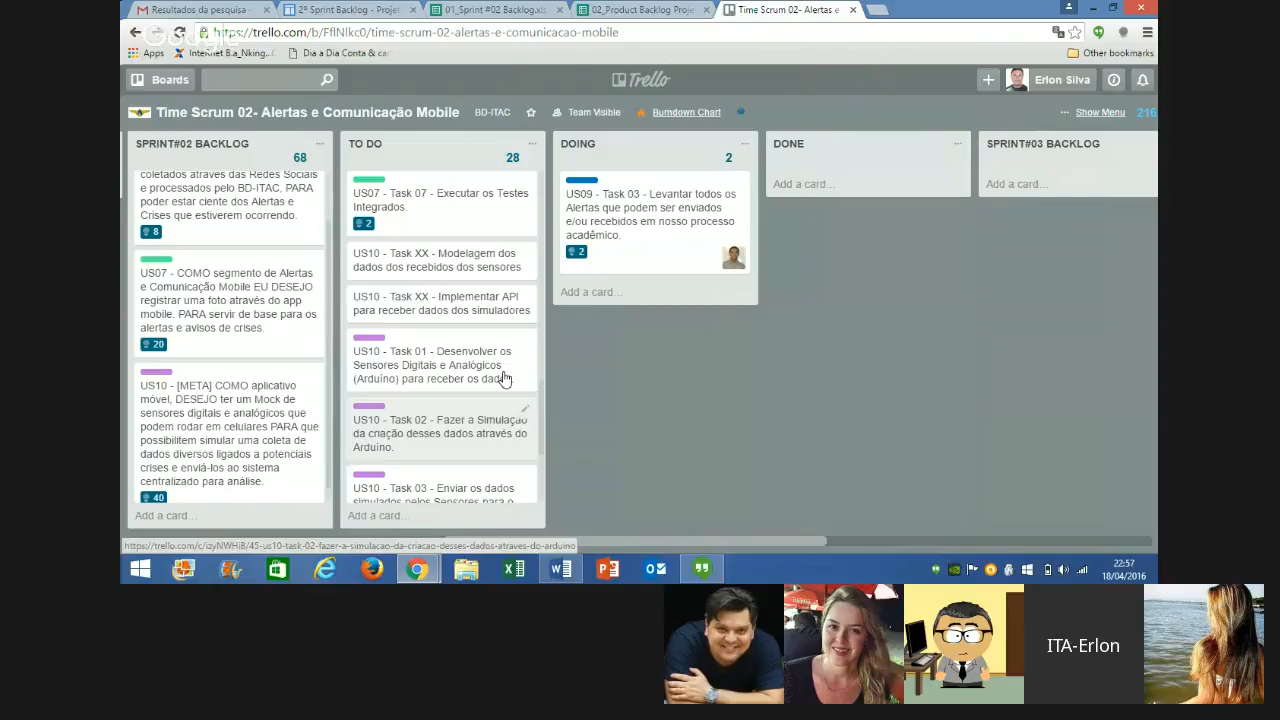 Resultados da pesquisa -
2º Sprint Backlog - Projet
01_Sprint #02 Backlog.xls
02_Product Backlog Proje
Time Scrum 02- Alertas e
Google
https://trello.com/b/FflNIkc0/time-scrum-02-alertas-e-comunicacao-mobile
Apps
Dia a Dia Conta & ca
Other bookmarks
Boards
Trello
Erlon Silva
Time Scrum 02- Alertas e Comunicação Mobile
BD-ITAC
Team Visible
Burndown Chart
Show Menu
216
SPRINT#02 BACKLOG
68
coletados através das Redes Sociais
e processados pelo BD-ITAC, PARA
poder estar ciente dos Alertas e
Crises que estiverem ocorrendo.
8
US07 - COMO segmento de Alertas
e Comunicação Mobile EU DESEJO
registrar uma foto através do app
mobile. PARA servir de base para os
alertas e avisos de crises.
20
US10 - [META] COMO aplicativo
móvel, DESEJO ter um Mock de
sensores digitais e analógicos que
podem rodar em celulares PARA que
possibilitem simular uma coleta de
dados diversos ligados a potenciais
crises e enviá-los ao sistema
centralizado para análise.
40
Add a card...
TO DO
28
US07 - Task 07 - Executar os Testes
Integrados.
2
US10 - Task XX - Modelagem dos
dados dos recebidos dos sensores
US10 - Task XX - Implementar API
para receber dados dos simuladores
US10 - Task 01 - Desenvolver os
Sensores Digitais e Analógicos
(Arduíno) para receber os dados
US10 - Task 02 - Fazer a Simulação
da criação desses dados através do
Arduíno.
US10 - Task 03 - Enviar os dados
simulados pelos Sensores para o
Add a card...
DOING
2
US09 - Task 03 - Levantar todos os
Alertas que podem ser enviados
e/ou recebidos em nosso processo
acadêmico.
2
Add a card...
DONE
Add a card...
SPRINT#03 BACKLOG
Add a card...
https://trello.com/c/izyNWHiB/45-us10-task-02-fazer-a-simulacao-da-criacao-desses-dados-atraves-do-arduino
22:57
18/04/2016
ITA-Erlon